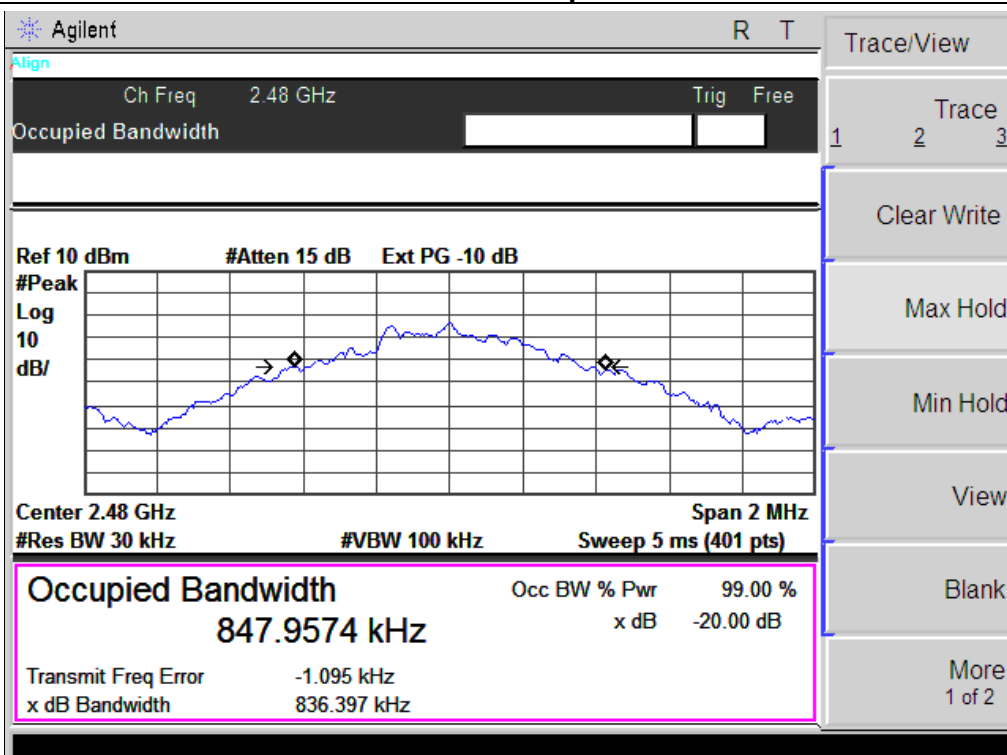 Agilent R T
Align
Ch Freq 2.48 GHz Trig Free
Occupied Bandwidth
Ref 10 dBm #Atten 15 dB Ext PG -10 dB
#Peak
Log
10
dB/
Center 2.48 GHz Span 2 MHz
#Res BW 30 kHz #VBW 100 kHz Sweep 5 ms (401 pts)
Occupied Bandwidth
847.9574 kHz
Occ BW % Pwr 99.00 %
x dB -20.00 dB
Transmit Freq Error -1.095 kHz
x dB Bandwidth 836.397 kHz
Trace/View
Trace
1 2 3
Clear Write
Max Hold
Min Hold
View
Blank
More
1 of 2